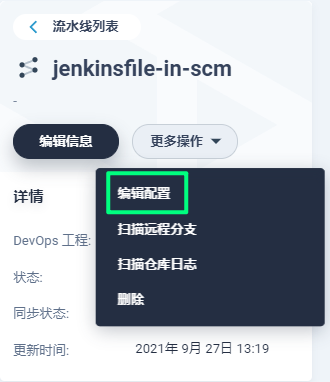 流水线列表
jenkinsfile-in-scm
-
编辑信息
更多操作
编辑配置
扫描远程分支
扫描仓库日志
删除
详情
DevOps 工程:
状态:
同步状态:
更新时间:
2021年 9月 27日 13:19